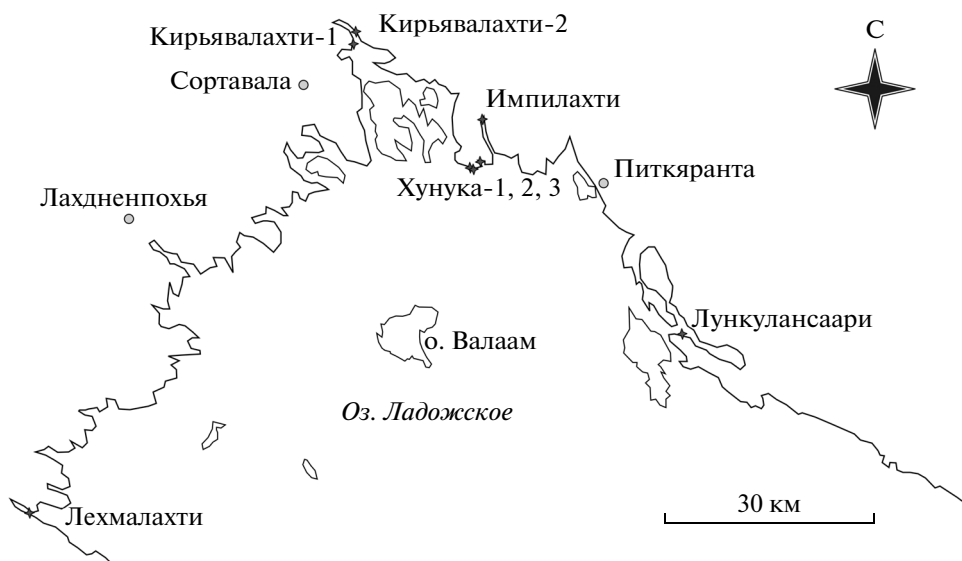 Кирьявалахти-2
Кирьявалахти-1
С
Сортавала
Импилахти
Питкяранта
Хунука-1, 2, 3
Лахдненпохья
Лункулансаари
о. Валаам
Оз. Ладожское
30 км
Лехмалахти